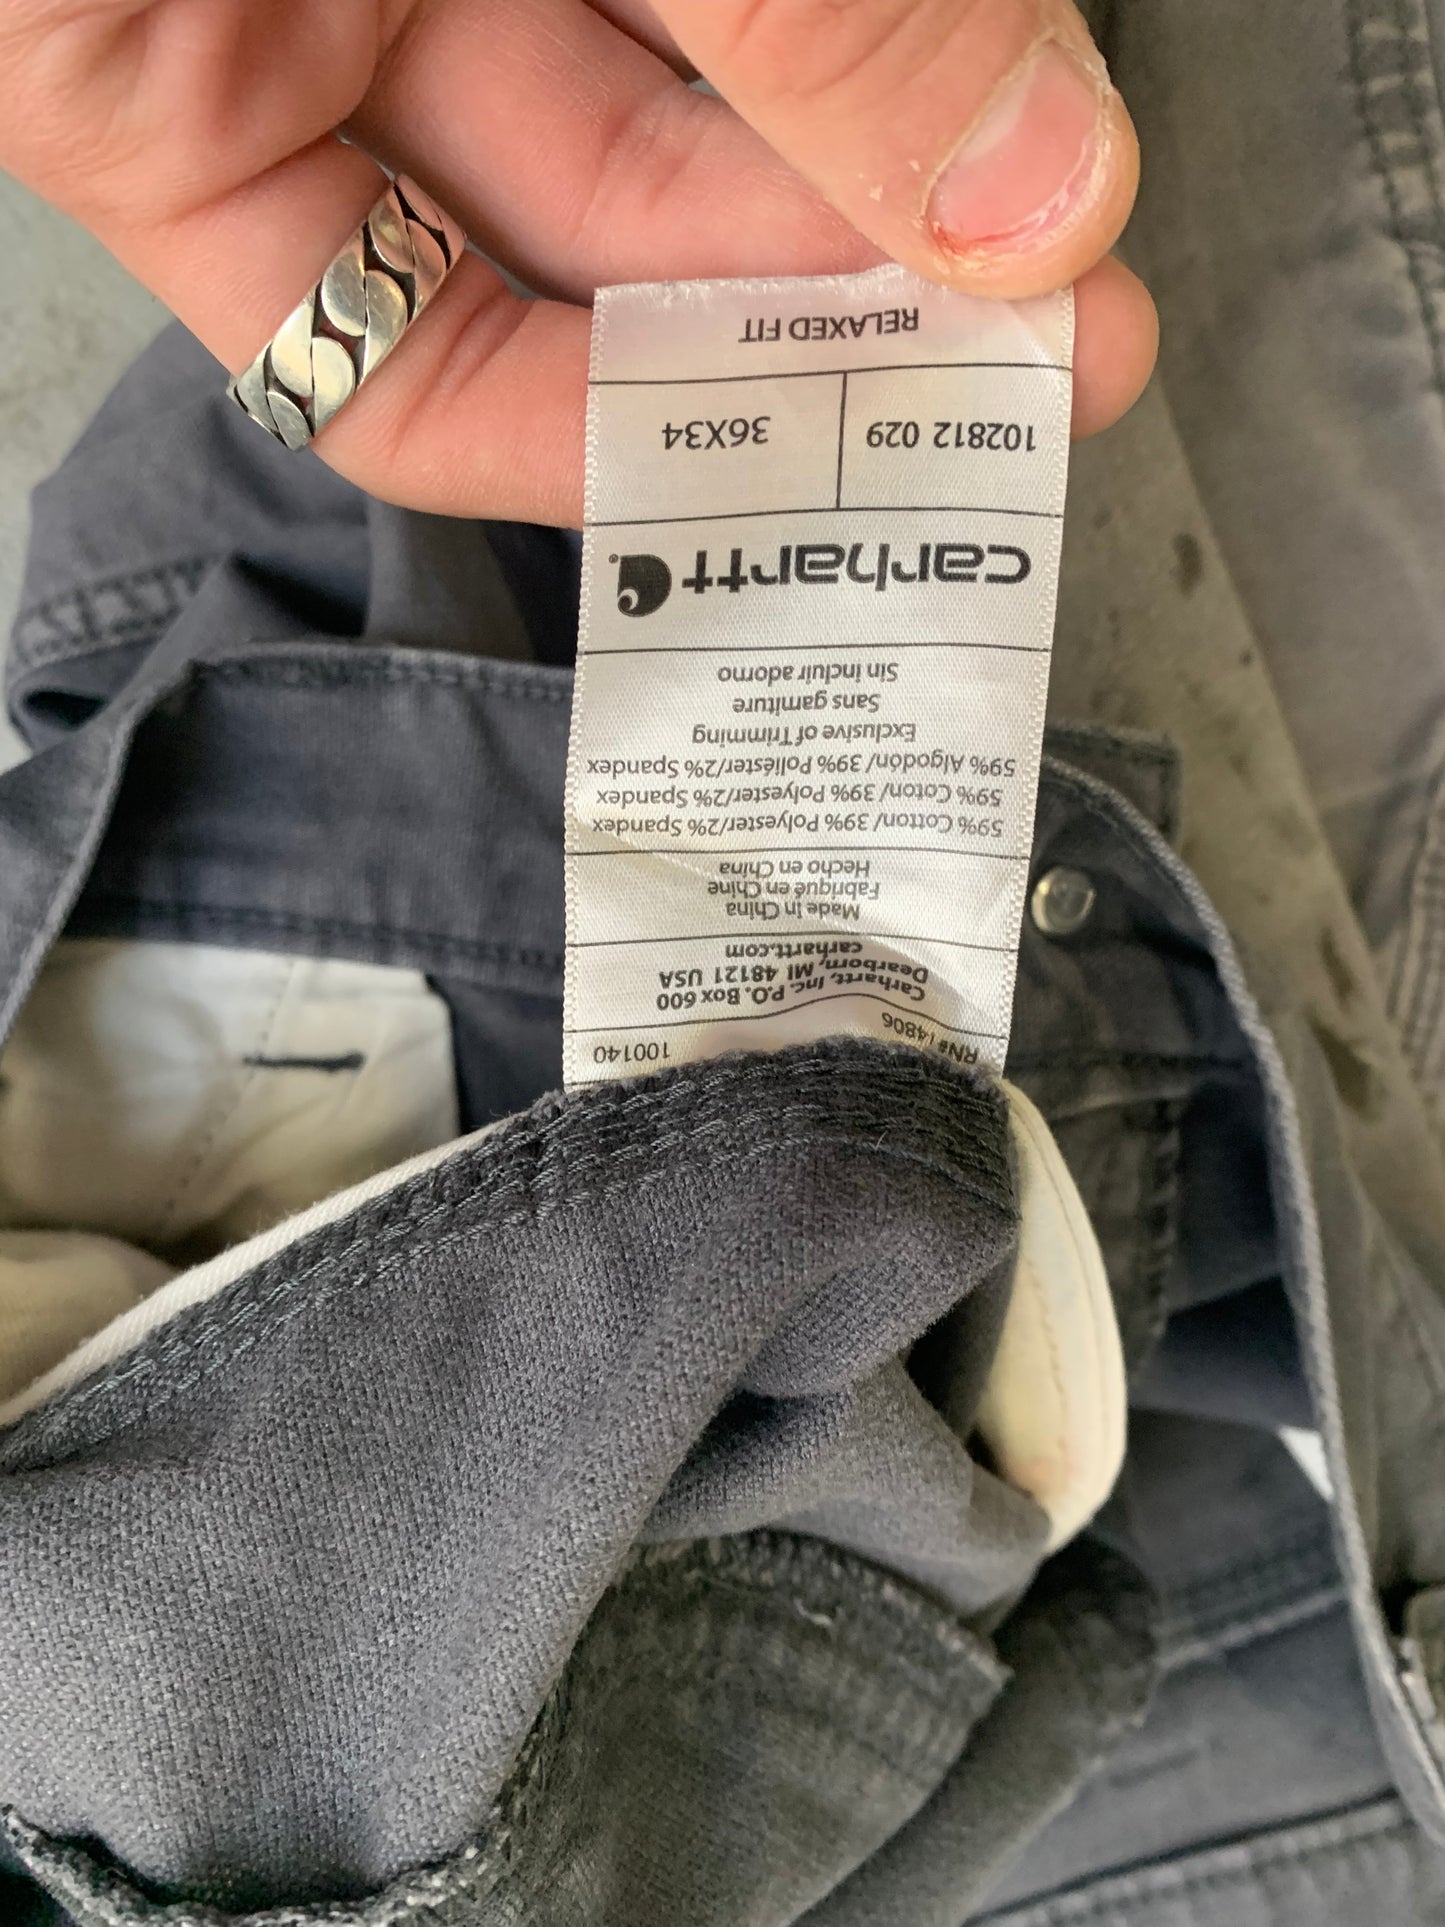 RELAXED FIT
102812 029 36X34
carhartt
Sin incluir adorno
Sans garniture
Exclusive of Trimming
59% Algodón/ 39% Poliéster/2% Spandex
59% Coton/ 39% Polyester/2% Spandex
59% Cotton/ 39% Polyester/2% Spandex
Hecho en China
Fabriqué en Chine
Made in China
carhartt.com
Dearborn, MI 48121 USA
Carhartt, Inc. P.O. Box 600
RN#14806 100140